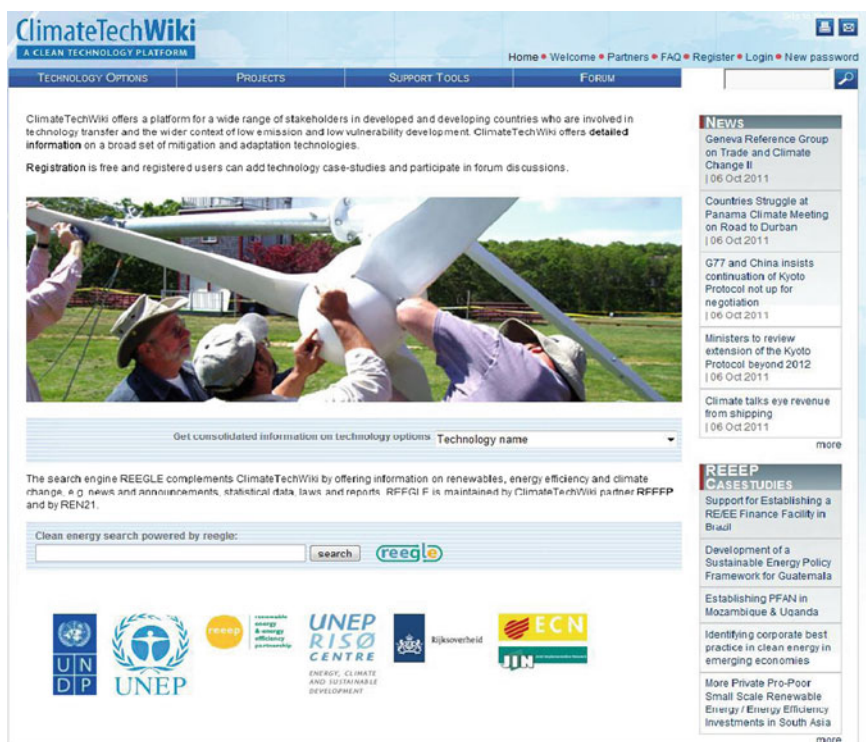 ClimateTechWiki
A CLEAN TECHNOLOGY PLATFORM
Home • Welcome • Partners • FAQ • Register • Login • New password
TECHNOLOGY OPTIONS
PROJECTS
SUPPORT TOOLS
FORUM
ClimateTechWiki offers a platform for a wide range of stakeholders in developed and developing countries who are involved in
technology transfer and the wider context of low emission and low vulnerability development. ClimateTechWiki offers detailed
information on a broad set of mitigation and adaptation technologies.
Registration is free and registered users can add technology case-studies and participate in forum discussions.
Get consolidated information on technology options Technology name
The search engine REEGLE complements ClimateTechWiki by offering information on renewables, energy efficiency and climate
change, e.g. news and announcements, statistical data, laws and reports. REEGLE is maintained by ClimateTechWiki partner REEEP
and by REN21.
Clean energy search powered by reegle:
search
reegle
UN
DP
UNEP
reeep
renewable
energy
& energy
efficiency
partnership
UNEP
RISØ
CENTRE
ENERGY, CLIMATE
AND SUSTAINABLE
DEVELOPMENT
Rijksoverheid
ECN
JIN
NEWS
Geneva Reference Group
on Trade and Climate
Change II
| 06 Oct 2011
Countries Struggle at
Panama Climate Meeting
on Road to Durban
| 06 Oct 2011
G77 and China insists
continuation of Kyoto
Protocol not up for
negotiation
| 06 Oct 2011
Ministers to review
extension of the Kyoto
Protocol beyond 2012
| 06 Oct 2011
Climate talks eye revenue
from shipping
| 06 Oct 2011
more
REEEP
CASESTUDIES
Support for Establishing a
RE/EE Finance Facility in
Brazil
Development of a
Sustainable Energy Policy
Framework for Guatemala
Establishing PFAN in
Mozambique & Uganda
Identifying corporate best
practice in clean energy in
emerging economies
More Private Pro-Poor
Small Scale Renewable
Energy / Energy Efficiency
Investments in South Asia
more